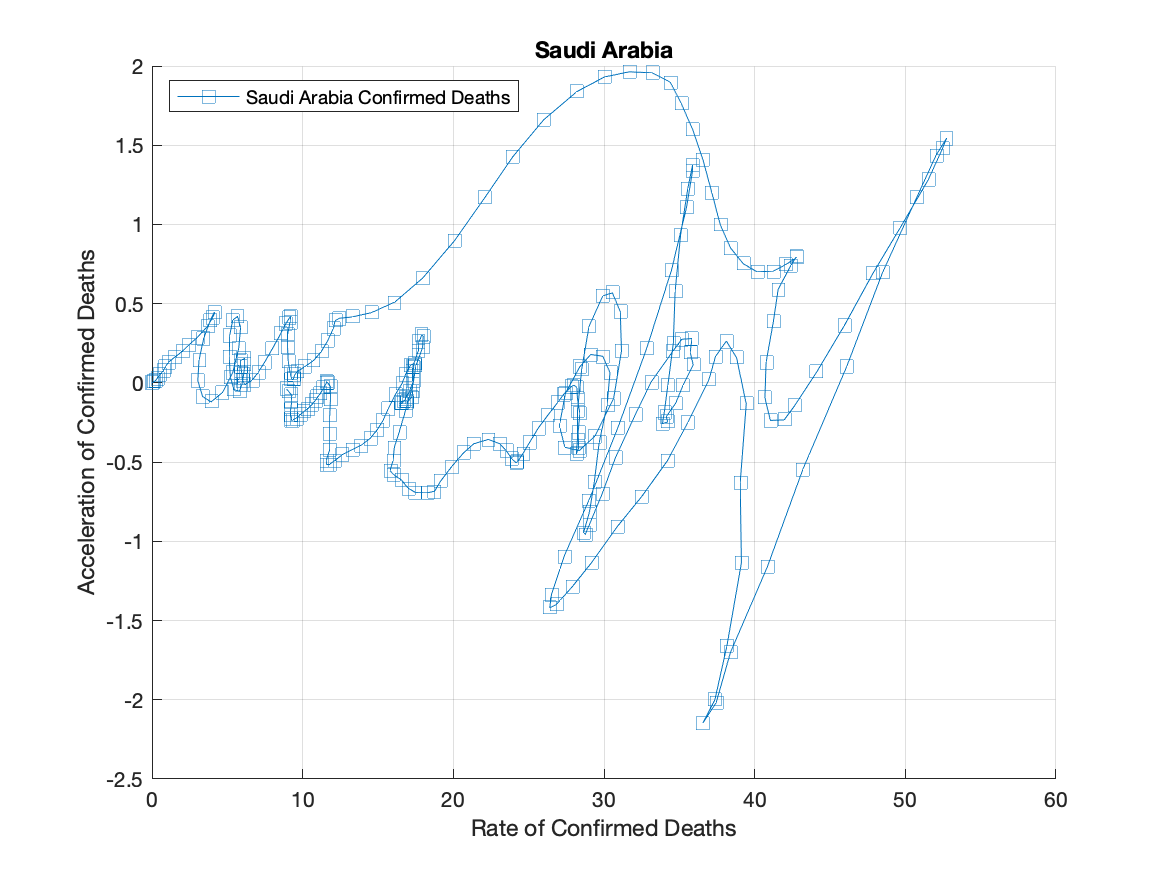 Saudi Arabia
Saudi Arabia Confirmed Deaths
2
1.5
1
0.5
0
-0.5
-1
-1.5
-2
-2.5
Acceleration of Confirmed Deaths
0 10 20 30 40 50 60
Rate of Confirmed Deaths